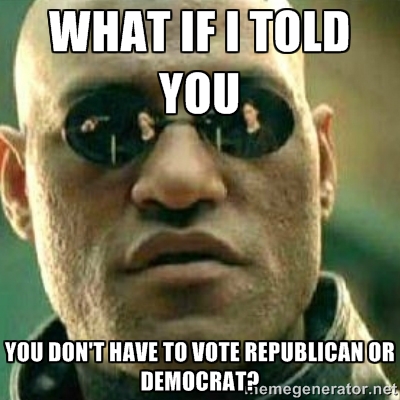 WHAT IF I TOLD
YOU
YOU DON'T HAVE TO VOTE REPUBLICAN OR
DEMOCRAT?
memegenerator.net